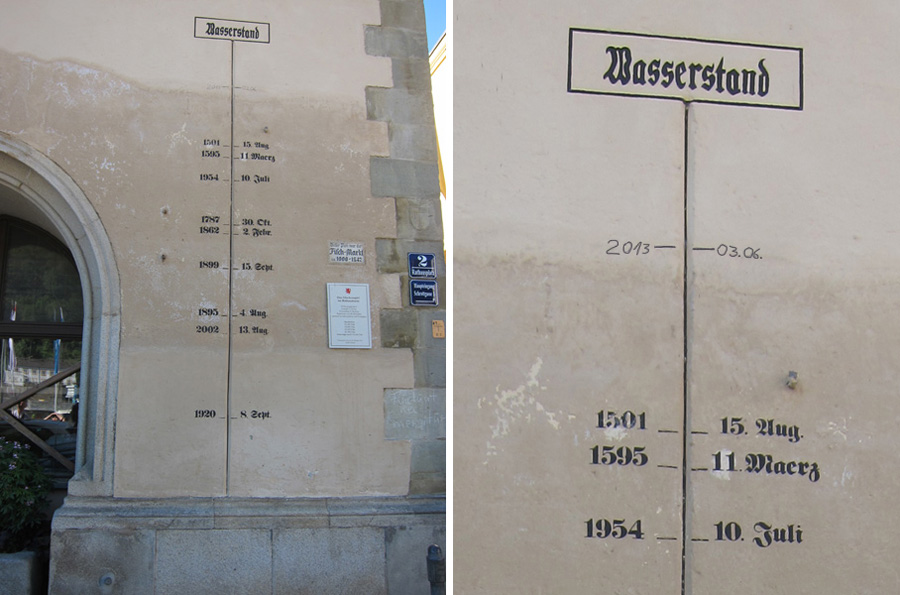 Wasserstand
1501 15. Aug.
1595 11. Maerz
1954 10. Juli
1787 30. Okt.
1862 2. Febr.
1899 15. Sept.
1895 4. Aug.
2002 13. Aug.
1920 8. Sept.
Fisch-Markt
2
Rathausplatz
Wasserstand
2013 03.06.
1501 15. Aug.
1595 11. Maerz
1954 10. Juli